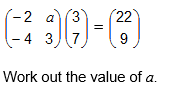 (-2 a) (3) = (22)
(-4 3) (7) (9)
Work out the value of a.